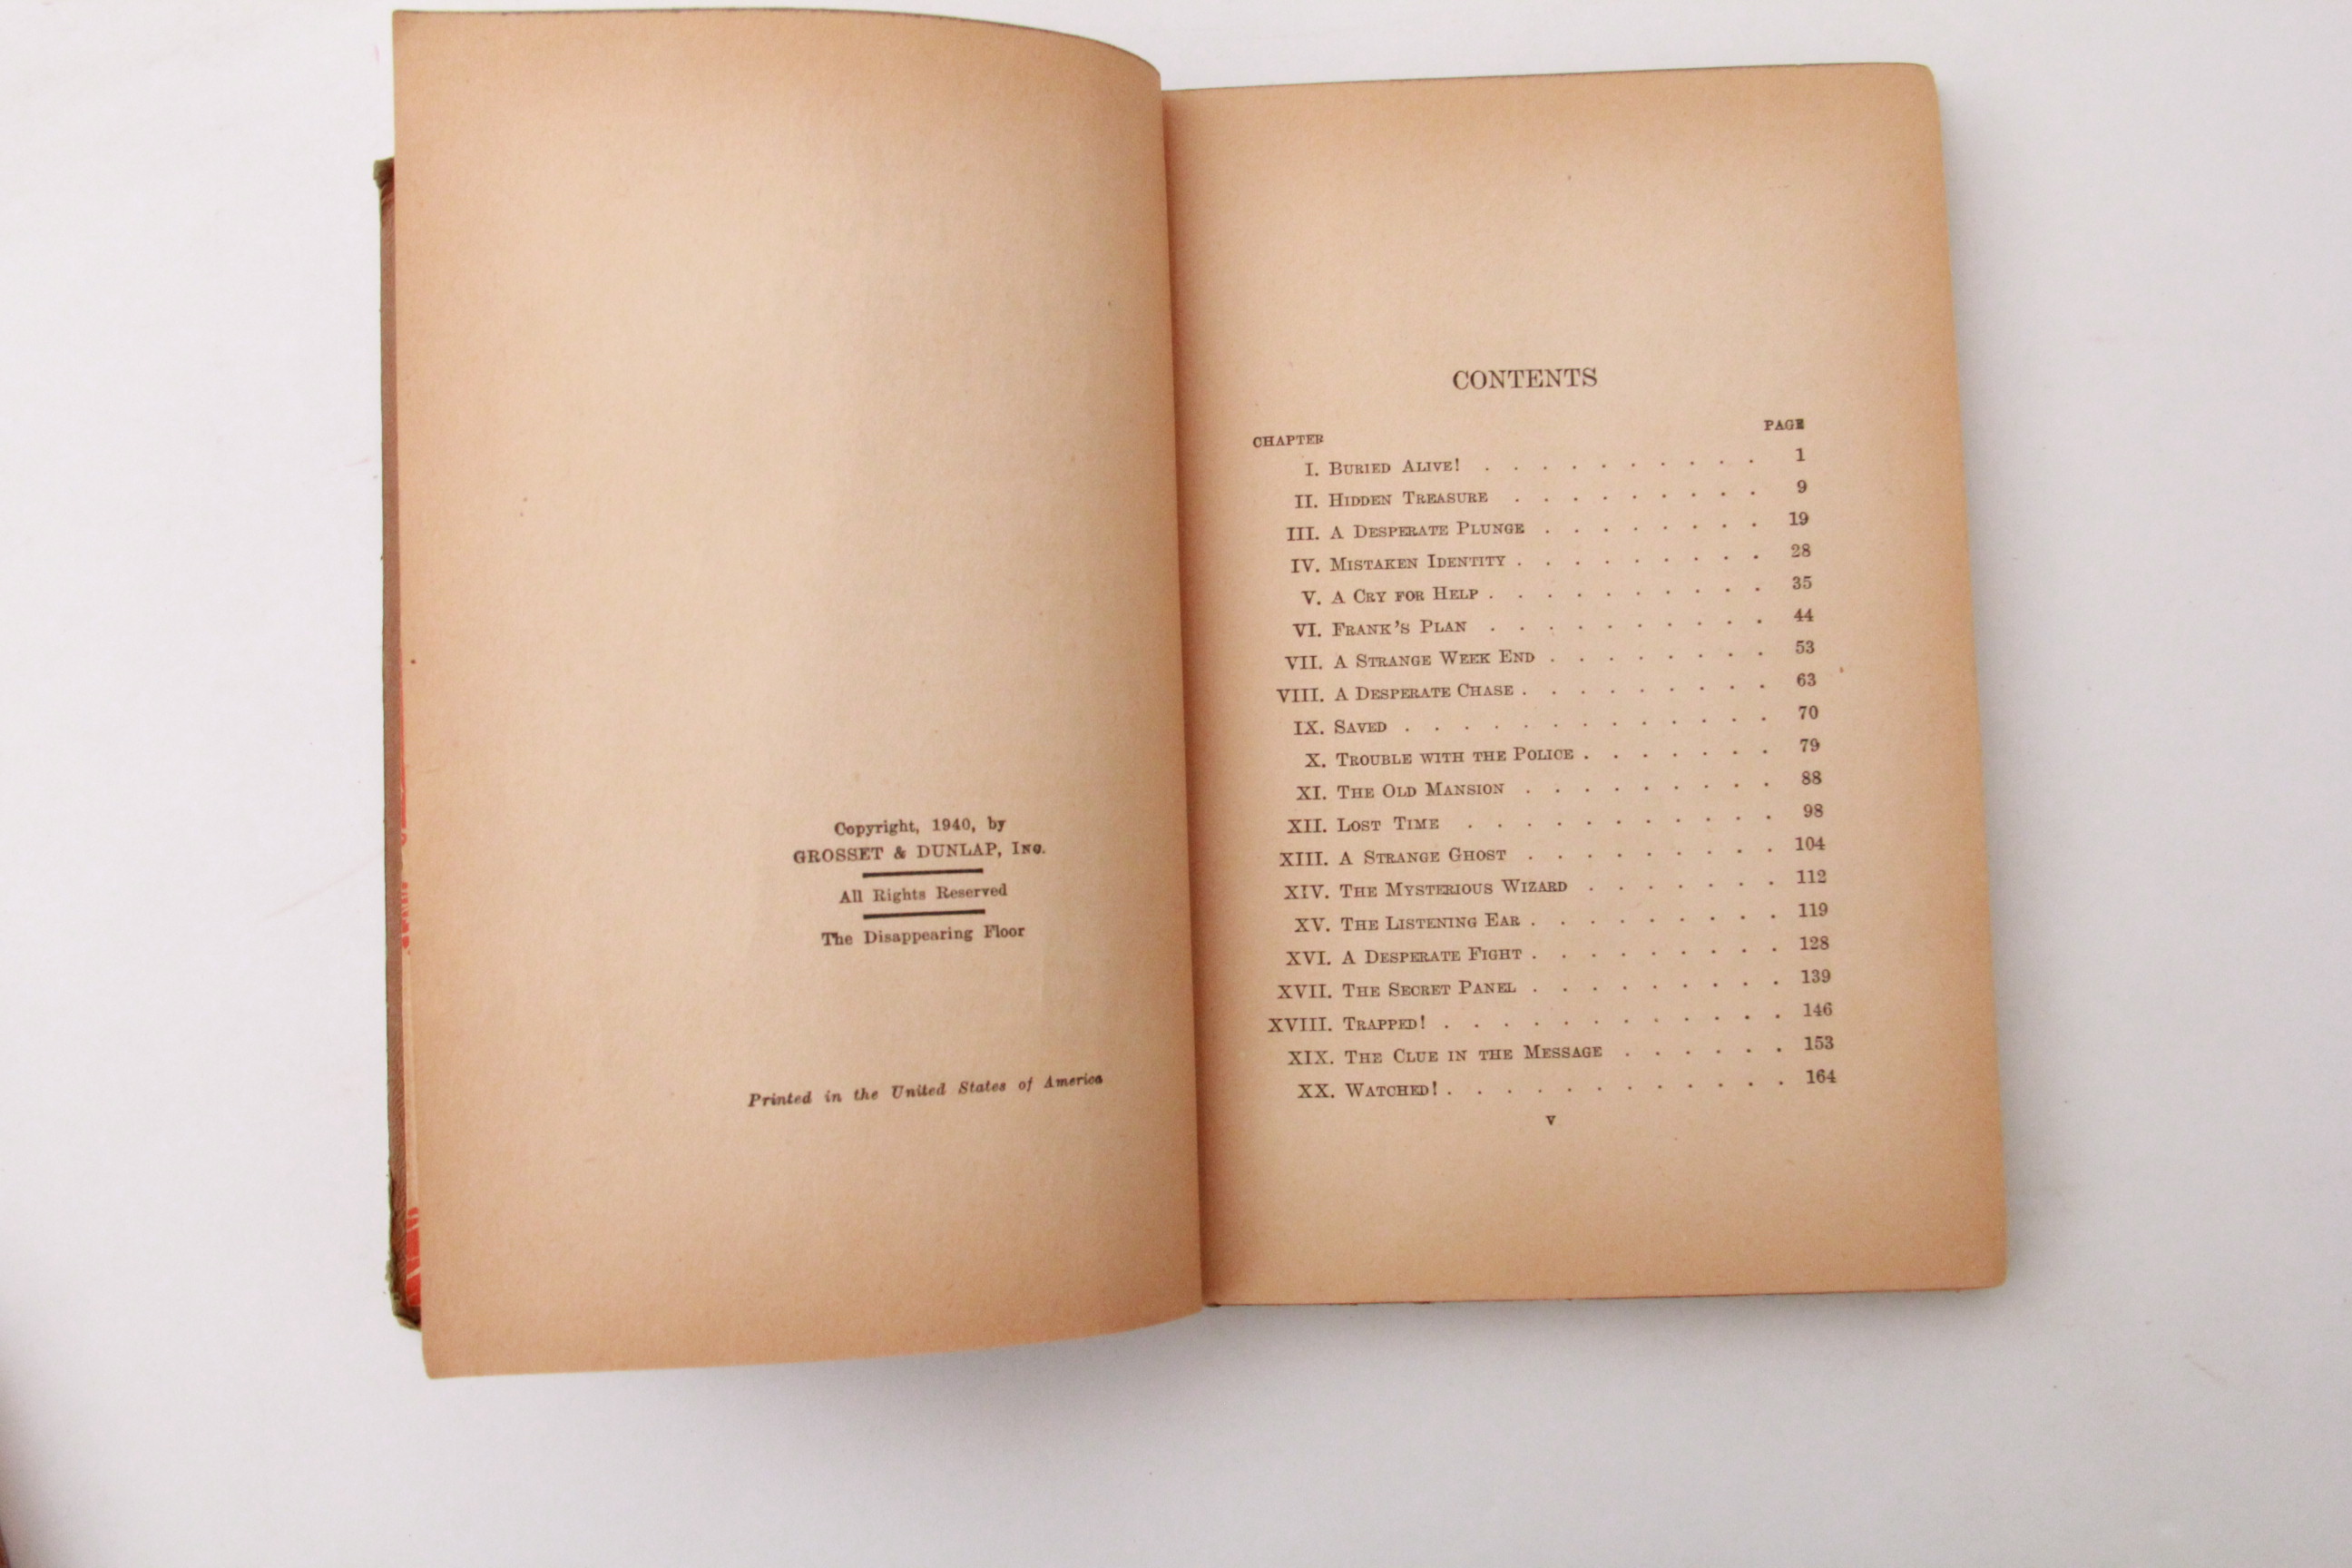 Copyright, 1940, by
GROSSET & DUNLAP, INC.
All Rights Reserved
The Disappearing Floor
Printed in the United States of America
CONTENTS
CHAPTER PAGE
I. BURIED ALIVE! . . . . . . . . . . 1
II. HIDDEN TREASURE . . . . . . . . . 9
III. A DESPERATE PLUNGE . . . . . . . . 19
IV. MISTAKEN IDENTITY . . . . . . . . . 28
V. A CRY FOR HELP . . . . . . . . . . 35
VI. FRANK'S PLAN . . . . . . . . . . 44
VII. A STRANGE WEEK END . . . . . . . . 53
VIII. A DESPERATE CHASE . . . . . . . . . 63
IX. SAVED . . . . . . . . . . . . . 70
X. TROUBLE WITH THE POLICE . . . . . . . 79
XI. THE OLD MANSION . . . . . . . . . 88
XII. LOST TIME . . . . . . . . . . . 98
XIII. A STRANGE GHOST . . . . . . . . . 104
XIV. THE MYSTERIOUS WIZARD . . . . . . . 112
XV. THE LISTENING EAR . . . . . . . . . 119
XVI. A DESPERATE FIGHT . . . . . . . . . 128
XVII. THE SECRET PANEL . . . . . . . . . 139
XVIII. TRAPPED! . . . . . . . . . . . . 146
XIX. THE CLUE IN THE MESSAGE . . . . . . 153
XX. WATCHED! . . . . . . . . . . . . 164
v